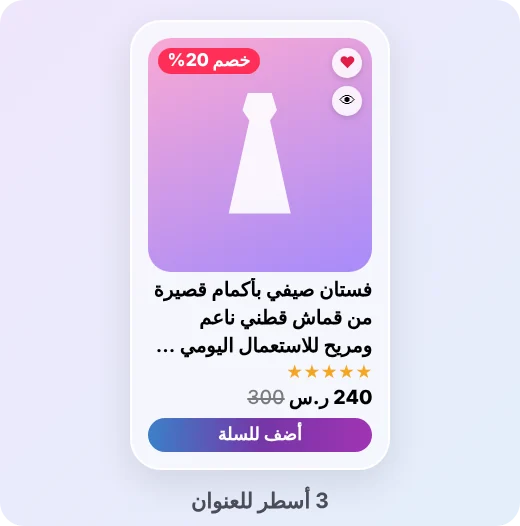 خصم 20%
فستان صيفي بأكمام قصيرة
من قماش قطني ناعم
ومريح للاستعمال اليومي ...
★★★★★
240 ر.س 300
أضف للسلة
3 أسطر للعنوان